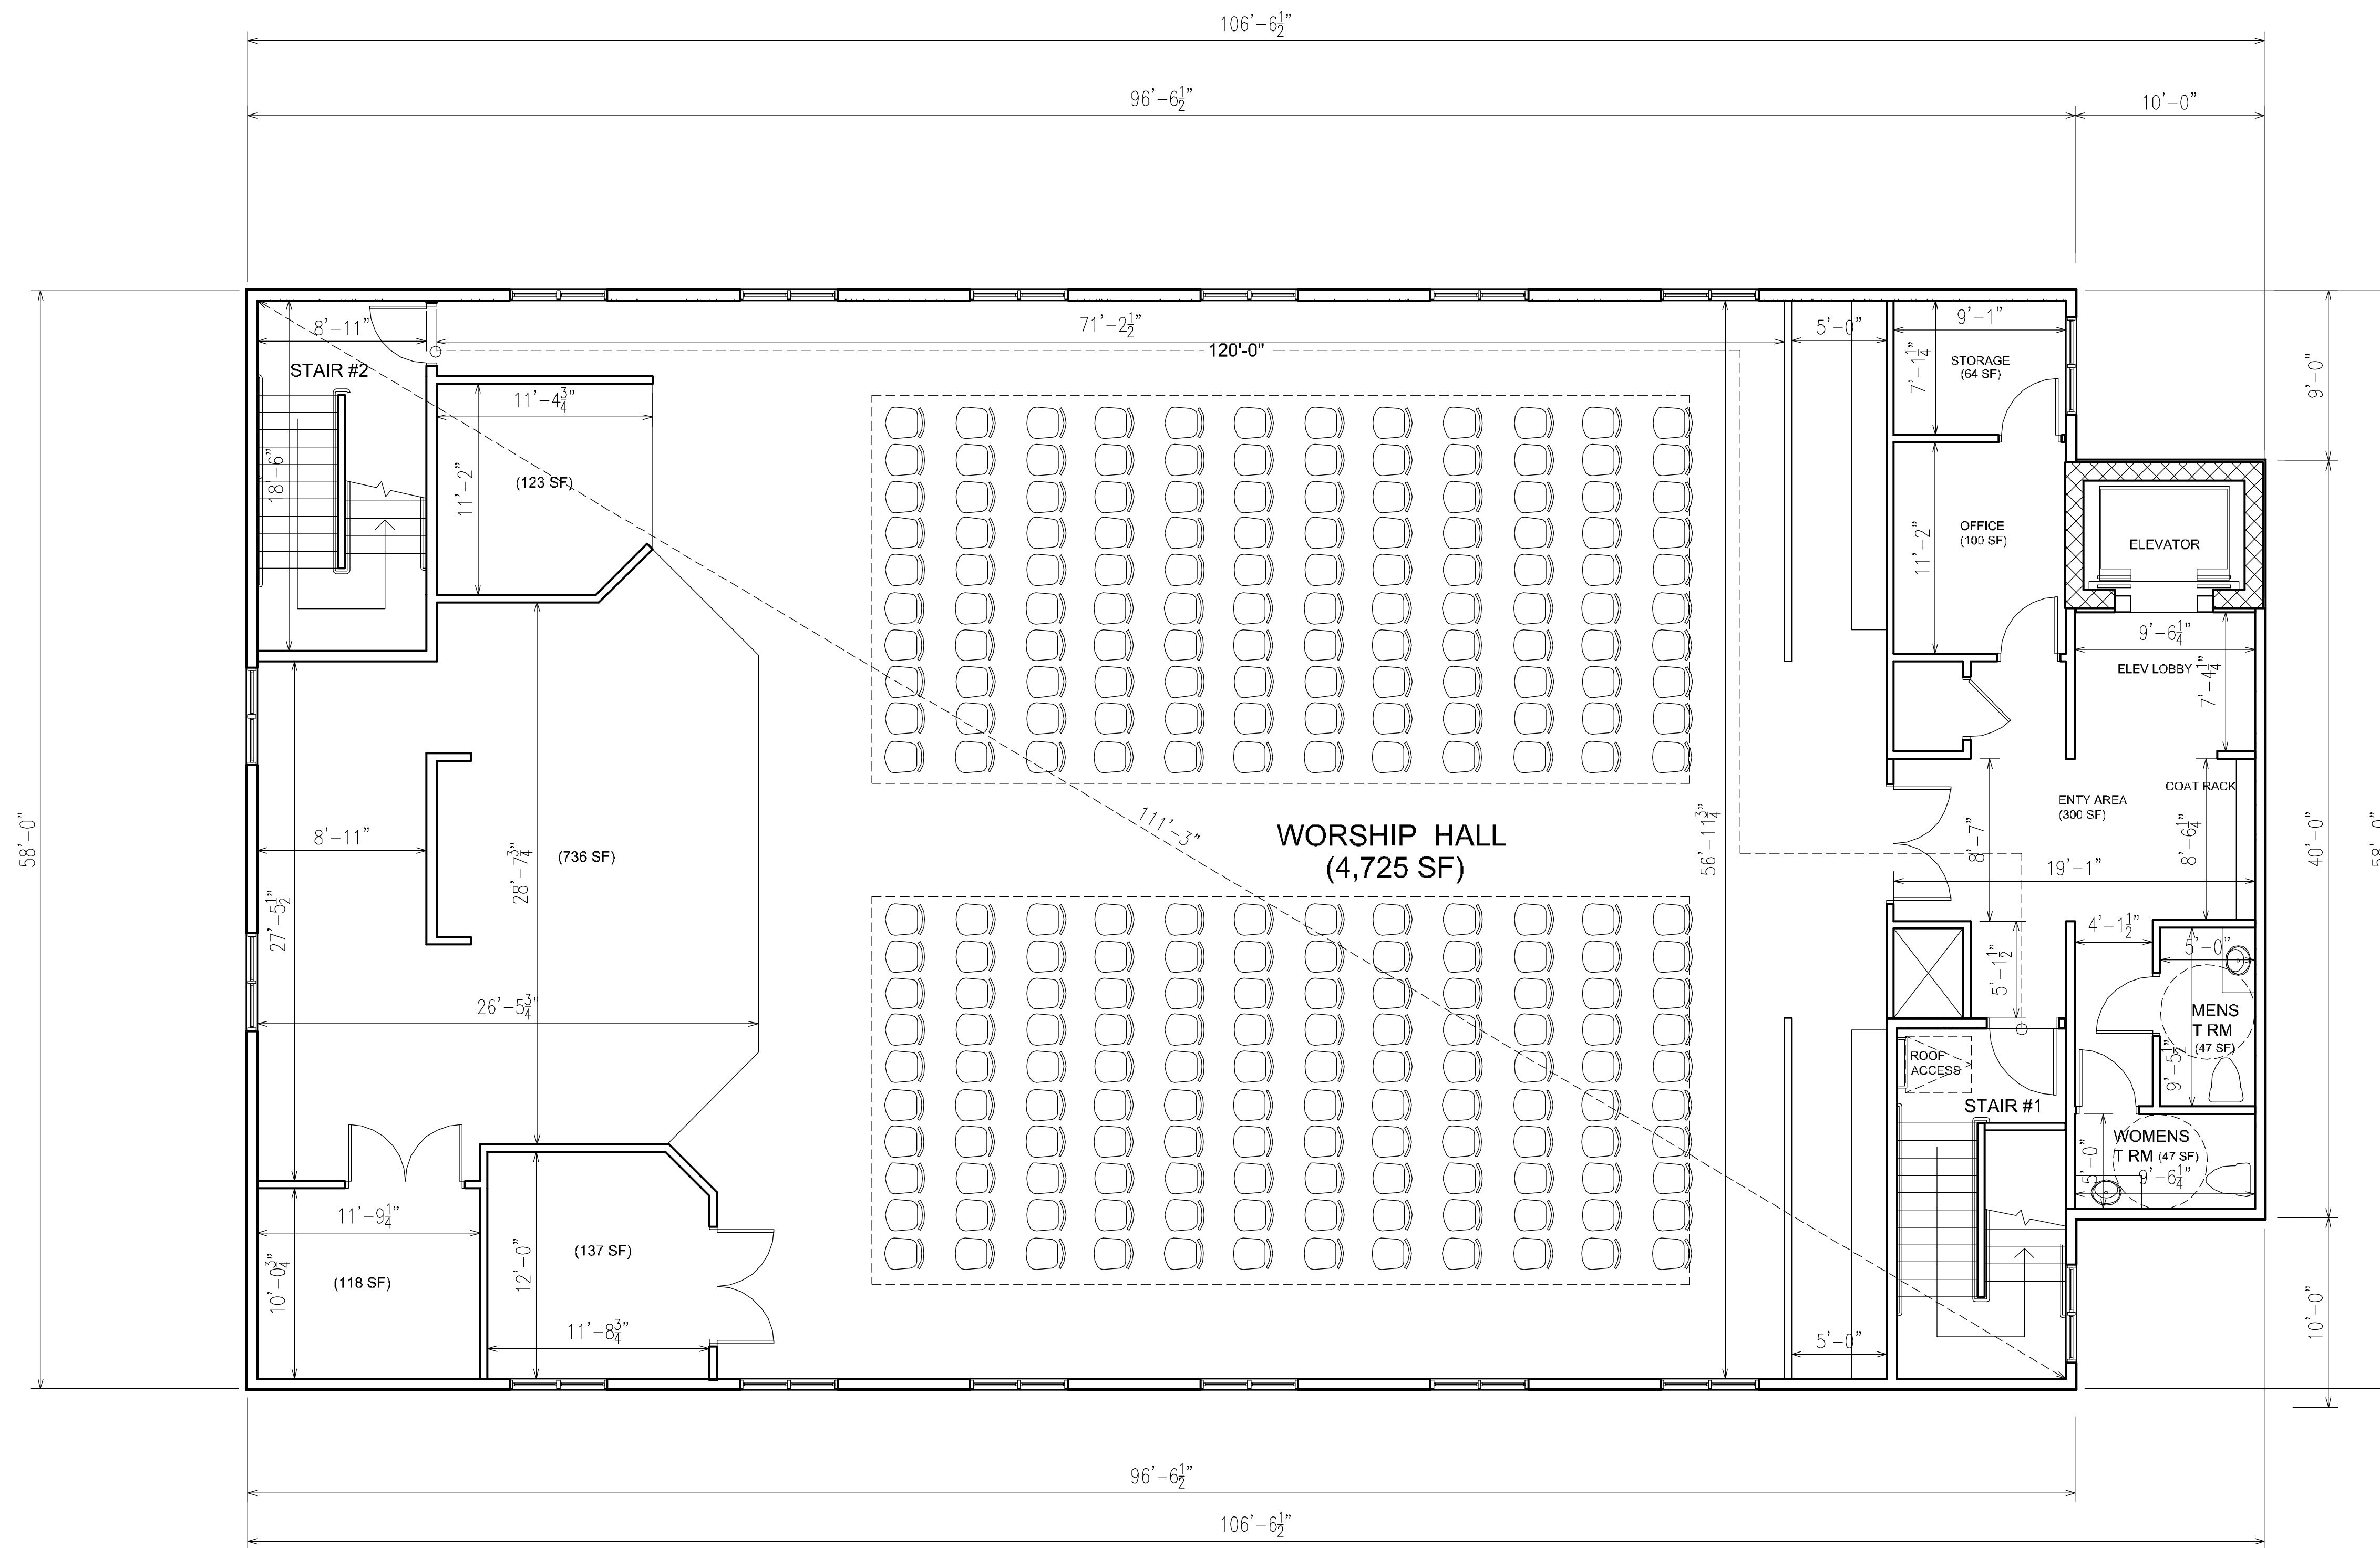 106'-6½"
96'-6½"
10'-0"
8'-11"
71'-2½"
5'-0"
9'-1"
120'-0"
STAIR #2
7'-1¼"
STORAGE
(64 SF)
9'-0"
11'-4¾"
18'-6"
11'-2"
(123 SF)
11'-2"
OFFICE
(100 SF)
ELEVATOR
9'-6¼"
ELEV LOBBY
7'-4¼"
COAT RACK
ENTY AREA
(300 SF)
58'-0"
8'-11"
28'-7¾"
(736 SF)
111'-3"
WORSHIP HALL
(4,725 SF)
56'-11¾"
8'-7"
8'-6¼"
40'-0"
58'-0"
19'-1"
27'-5½"
4'-1½"
5'-0"
5'-1½"
26'-5¾"
MENS
T RM
(47 SF)
9'-5½"
ROOF
ACCESS
STAIR #1
WOMENS
T RM (47 SF)
5'-0"
9'-6¼"
11'-9¼"
10'-0¾"
(118 SF)
12'-0"
(137 SF)
11'-8¾"
5'-0"
10'-0"
96'-6½"
106'-6½"